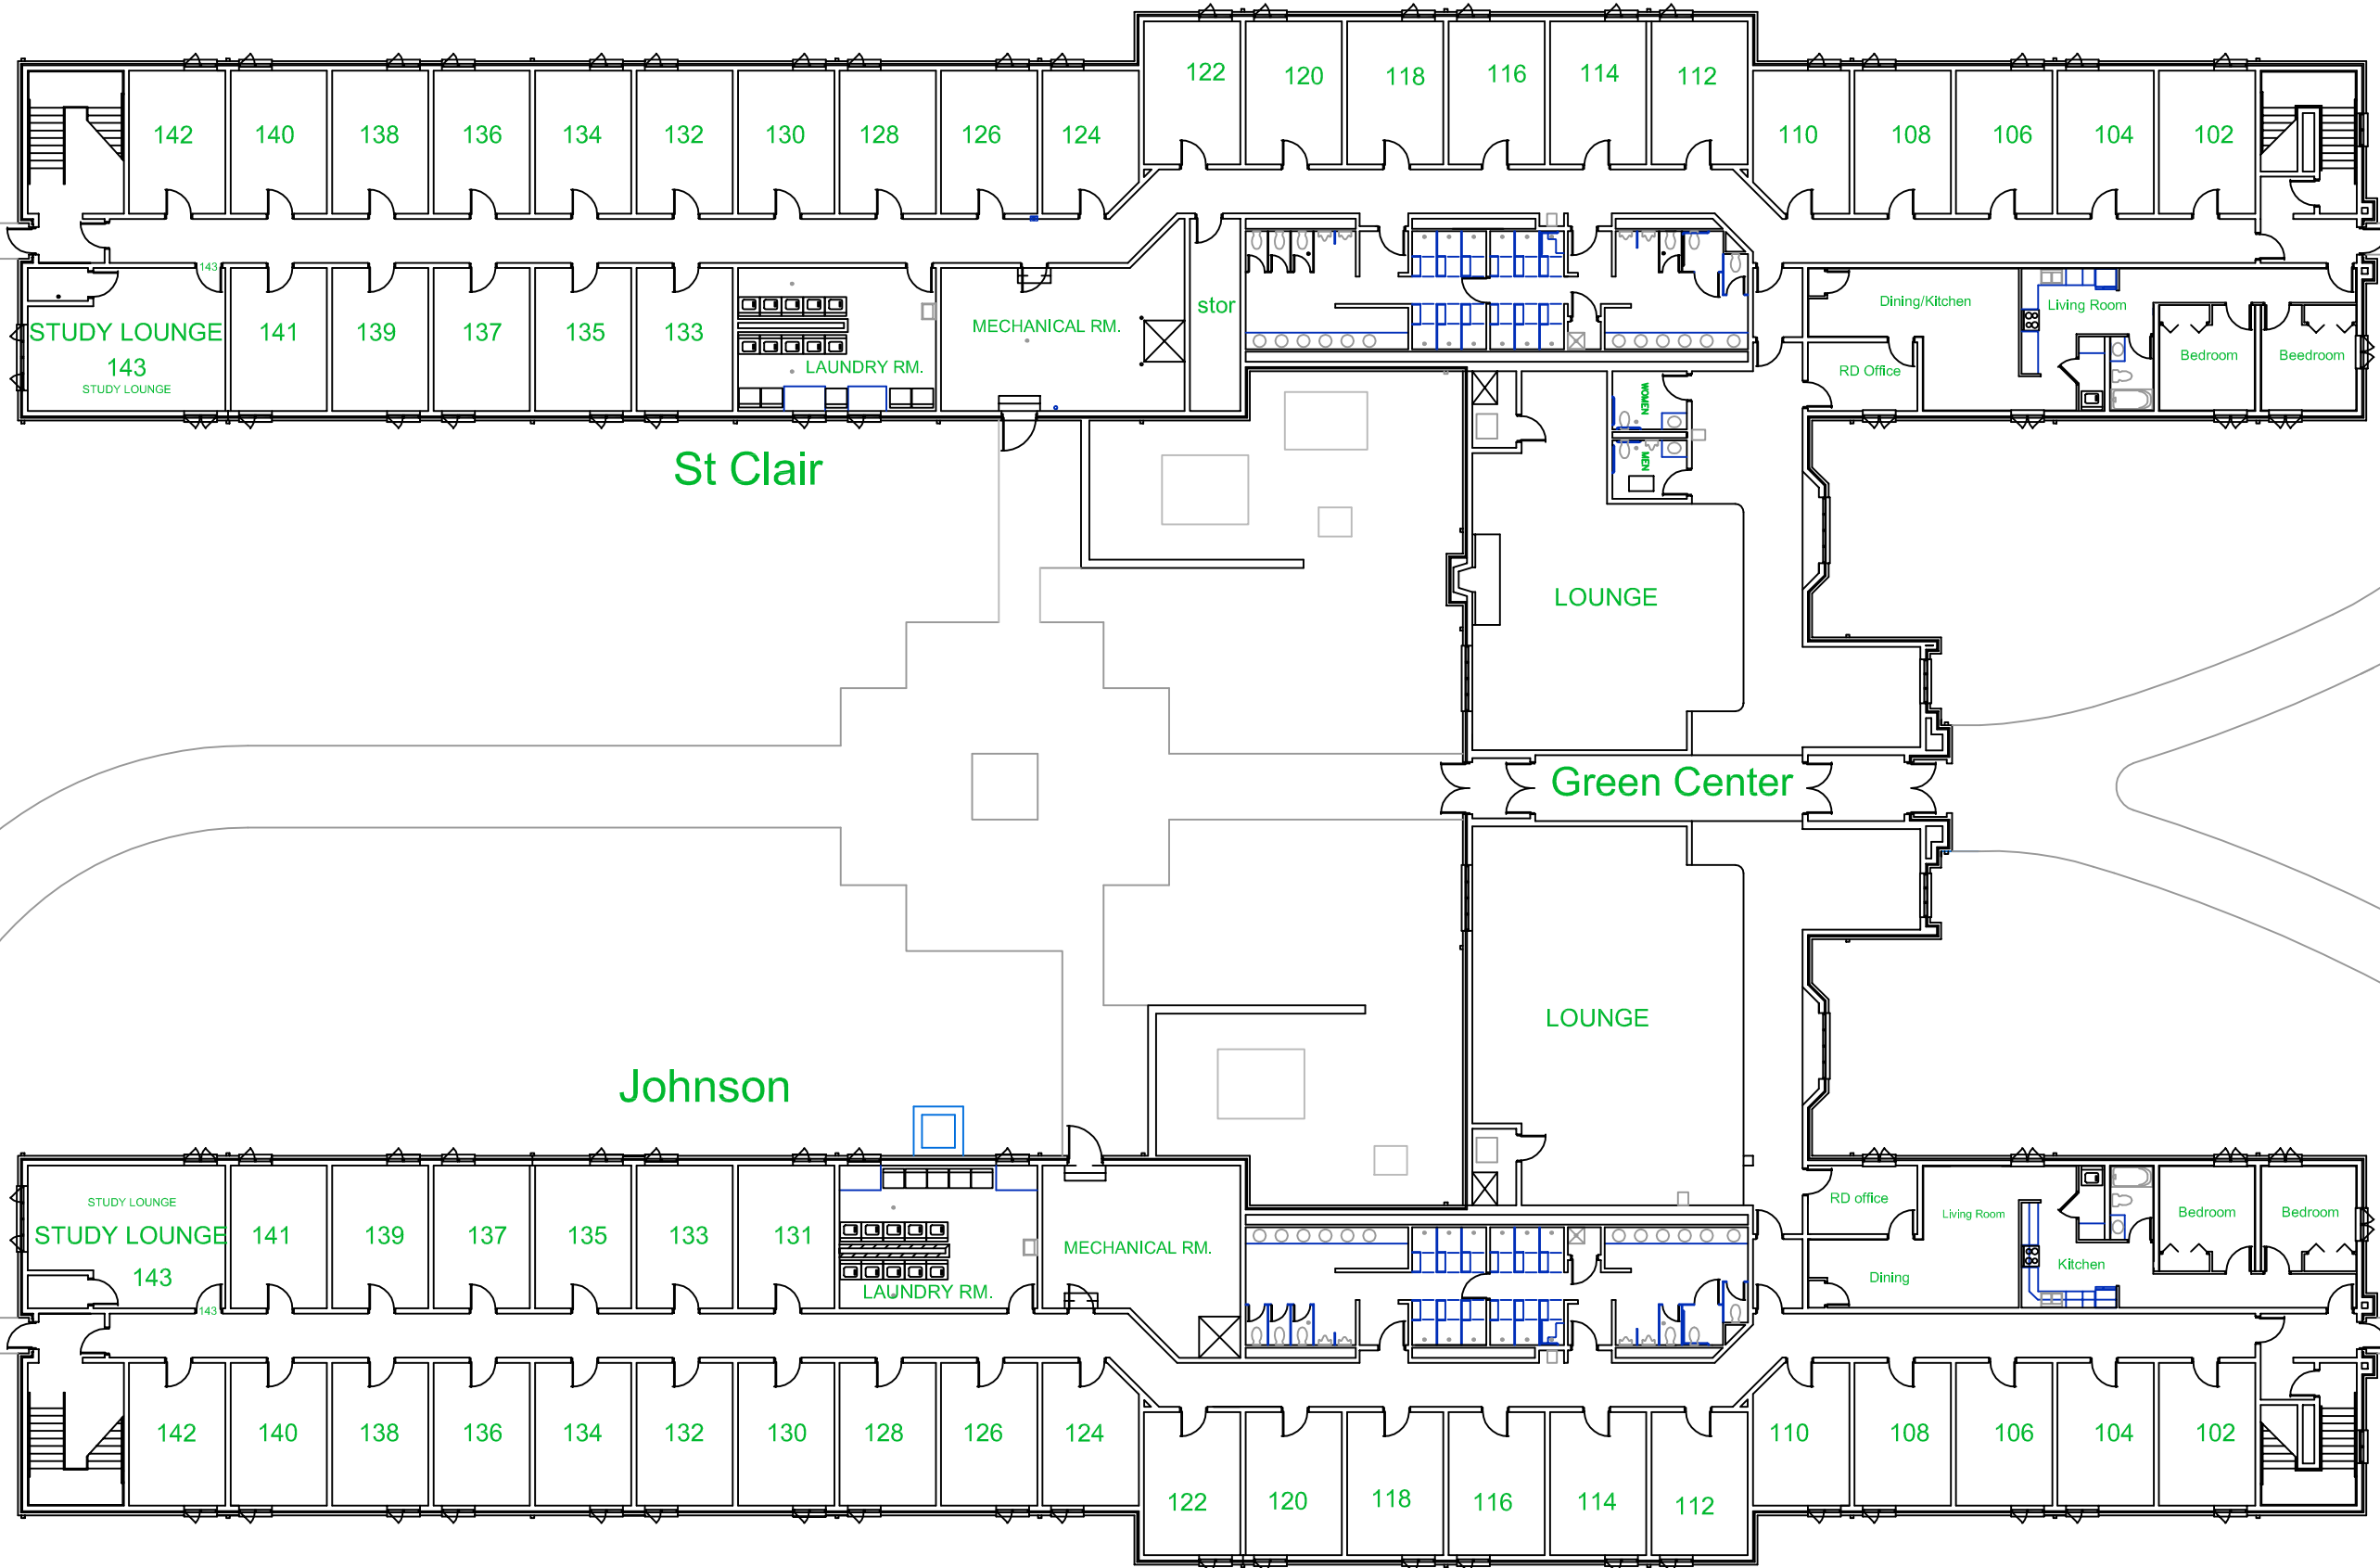 122 120 118 116 114 112
142 140 138 136 134 132 130 128 126 124 110 108 106 104 102
143
STUDY LOUNGE
143
STUDY LOUNGE
141 139 137 135 133
LAUNDRY RM.
MECHANICAL RM.
stor
Dining/Kitchen
Living Room
RD Office
Bedroom
Beedroom
WOMEN
MEN
St Clair
LOUNGE
Green Center
LOUNGE
Johnson
STUDY LOUNGE
STUDY LOUNGE
143
143
141 139 137 135 133 131
LAUNDRY RM.
MECHANICAL RM.
RD office
Living Room
Dining
Kitchen
Bedroom
Bedroom
142 140 138 136 134 132 130 128 126 124 110 108 106 104 102
122 120 118 116 114 112